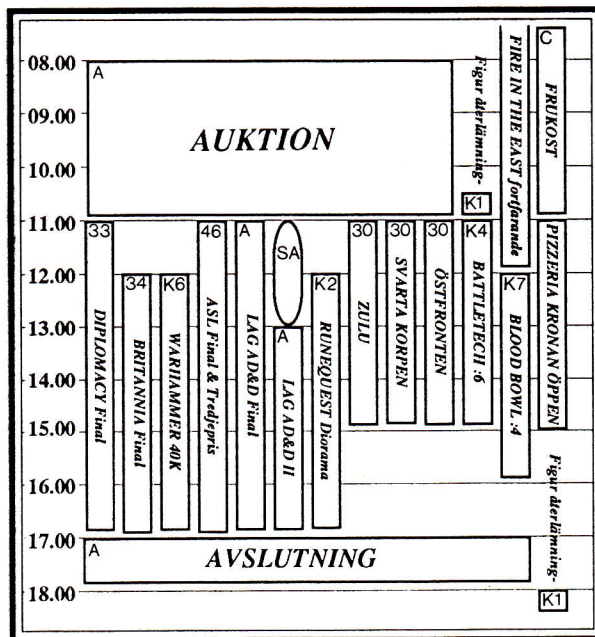 08.00
09.00
10.00
11.00
12.00
13.00
14.00
15.00
16.00
17.00
18.00
A
AUKTION
Figur återlämning-
K1
FIRE IN THE EAST fortfarande
C
FRUKOST
33
DIPLOMACY Final
34
BRITANNIA Final
K6
WARHAMMER 40K
46
ASL Final & Tredjepris
A
LAG AD&D Final
SA
A
LAG AD&D II
K2
RUNEQUEST Diorama
30
ZULU
30
SVARTA KORPEN
30
ÖSTFRONTEN
K4
BATTLETECH :6
K7
BLOOD BOWL :4
PIZZERIA KRONAN ÖPPEN
Figur återlämning-
K1
A
AVSLUTNING